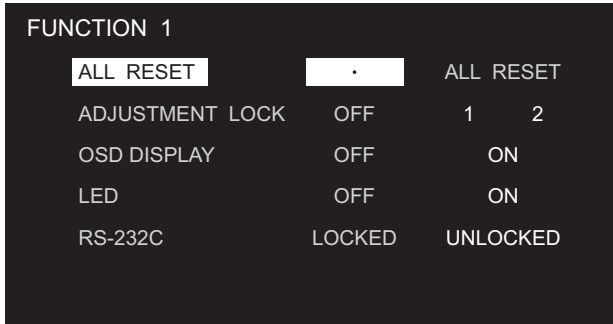 FUNCTION 1
ALL RESET · ALL RESET
ADJUSTMENT LOCK OFF 1 2
OSD DISPLAY OFF ON
LED OFF ON
RS-232C LOCKED UNLOCKED